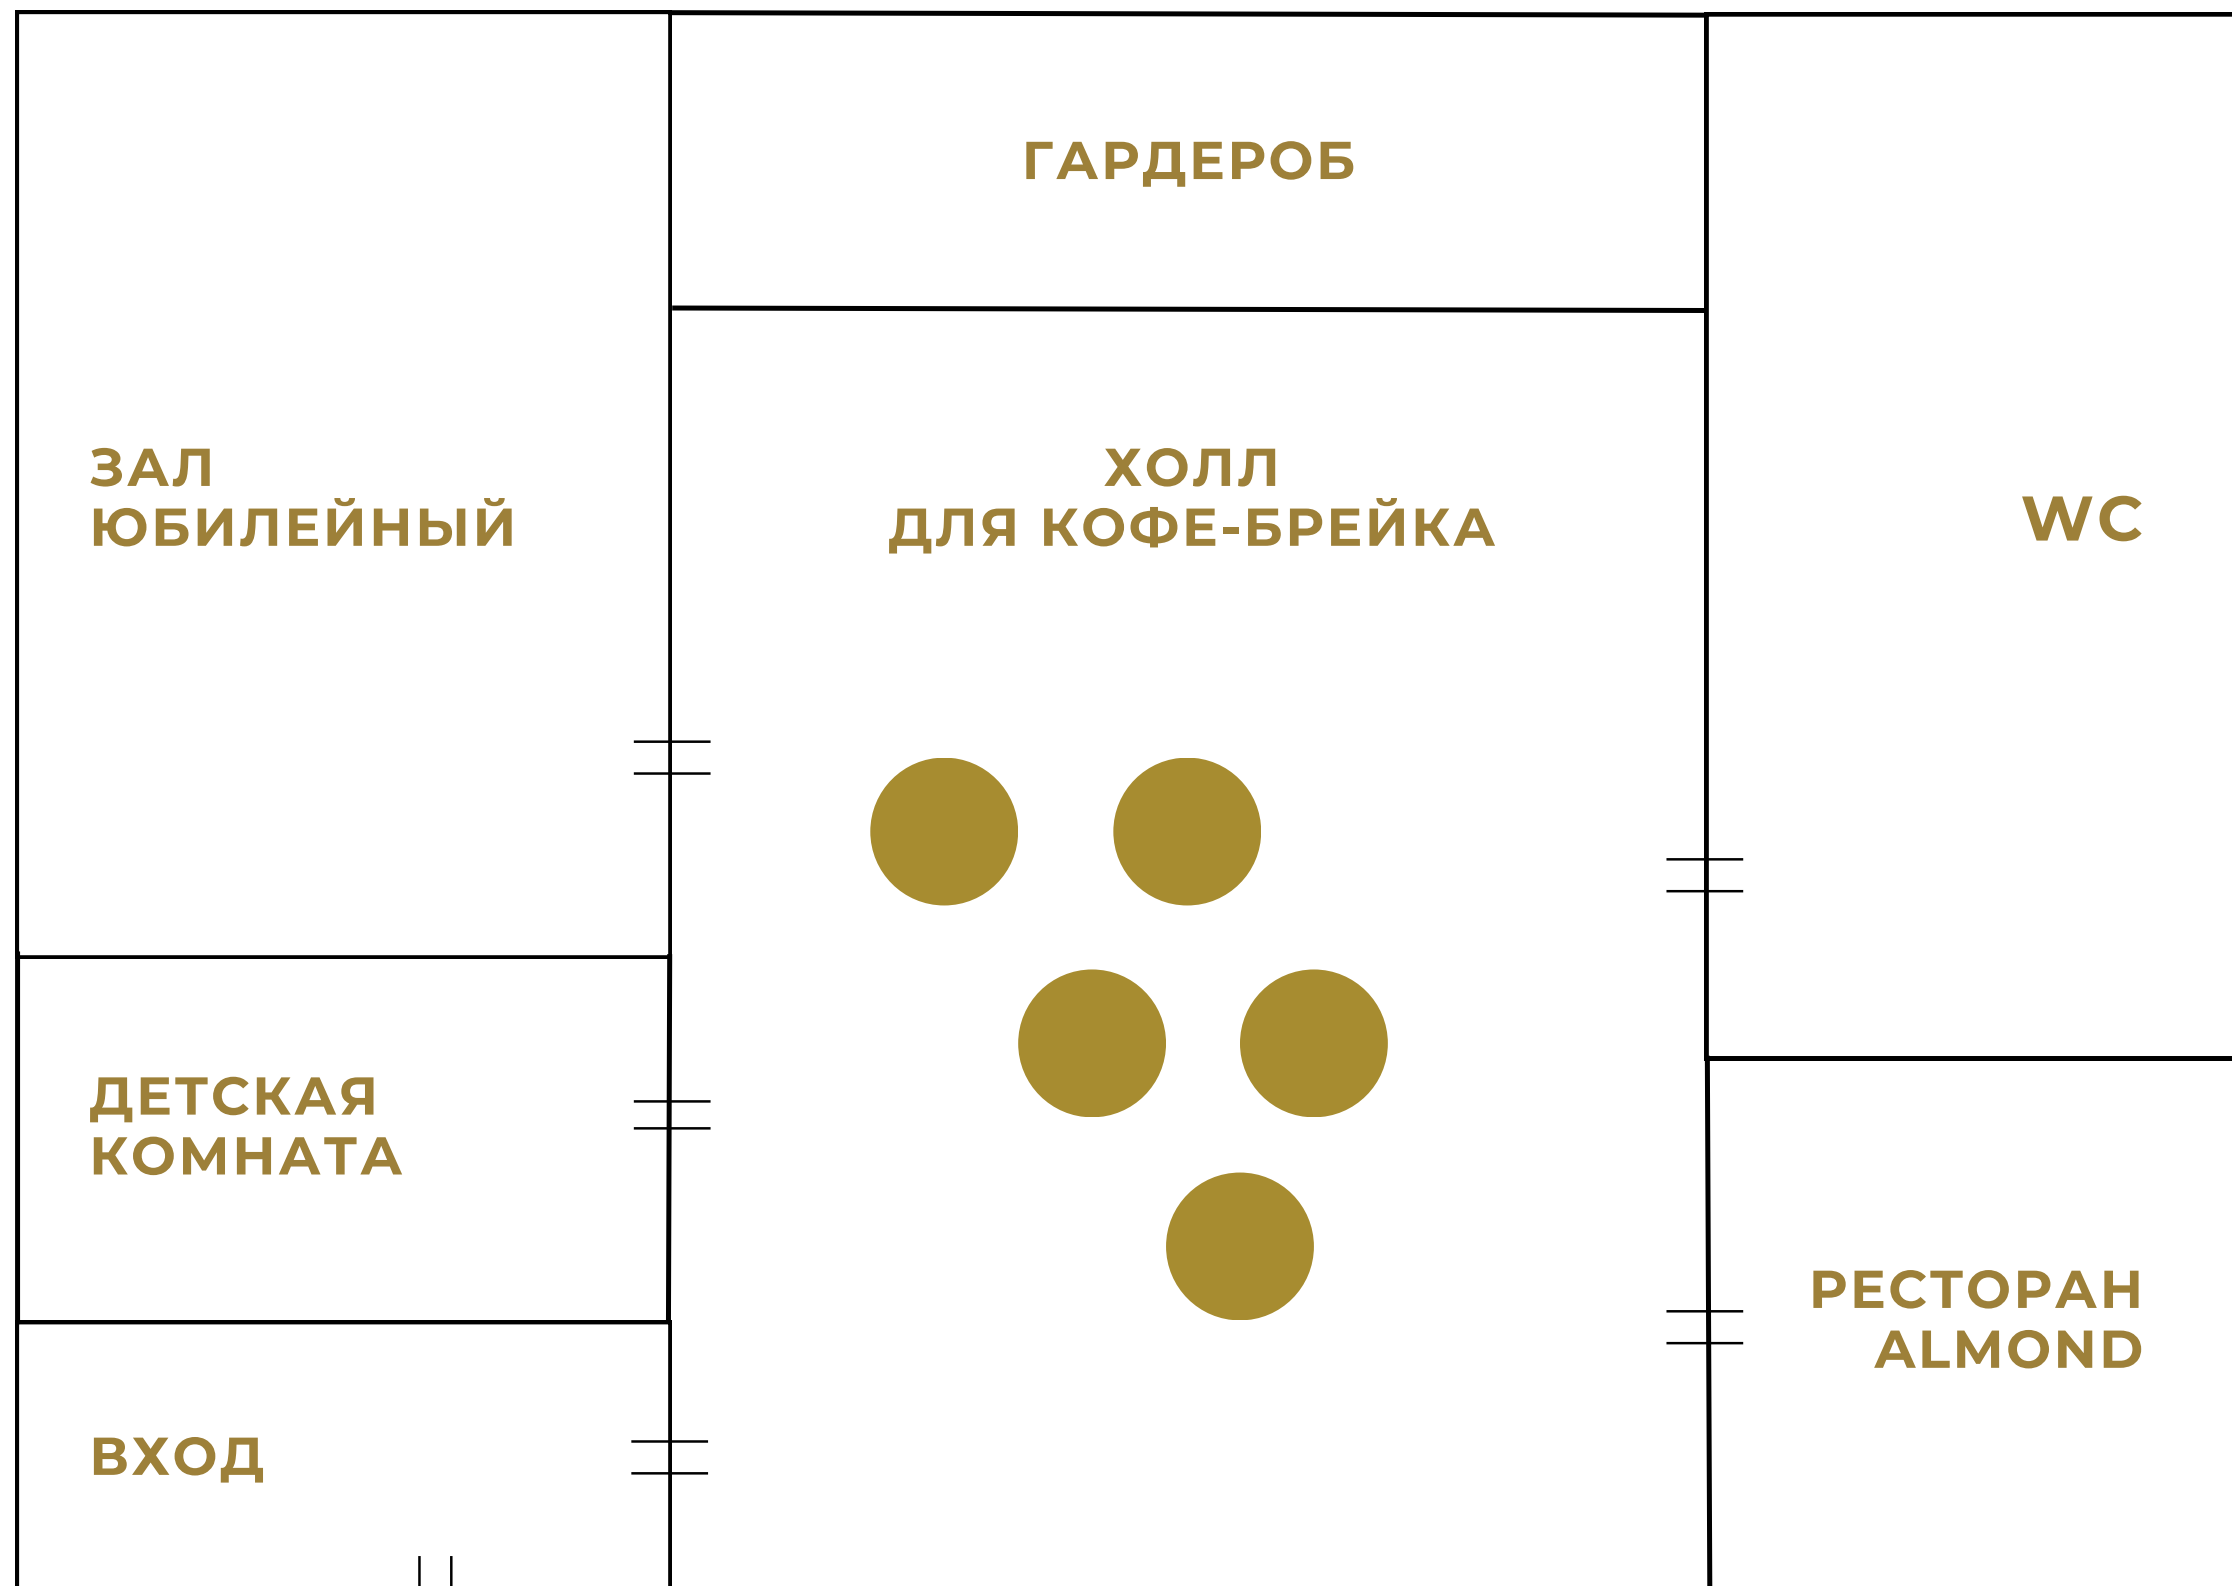 ГАРДЕРОБ
ЗАЛ
ЮБИЛЕЙНЫЙ
ХОЛЛ
ДЛЯ КОФЕ-БРЕЙКА
WC
ДЕТСКАЯ
КОМНАТА
РЕСТОРАН
ALMOND
ВХОД